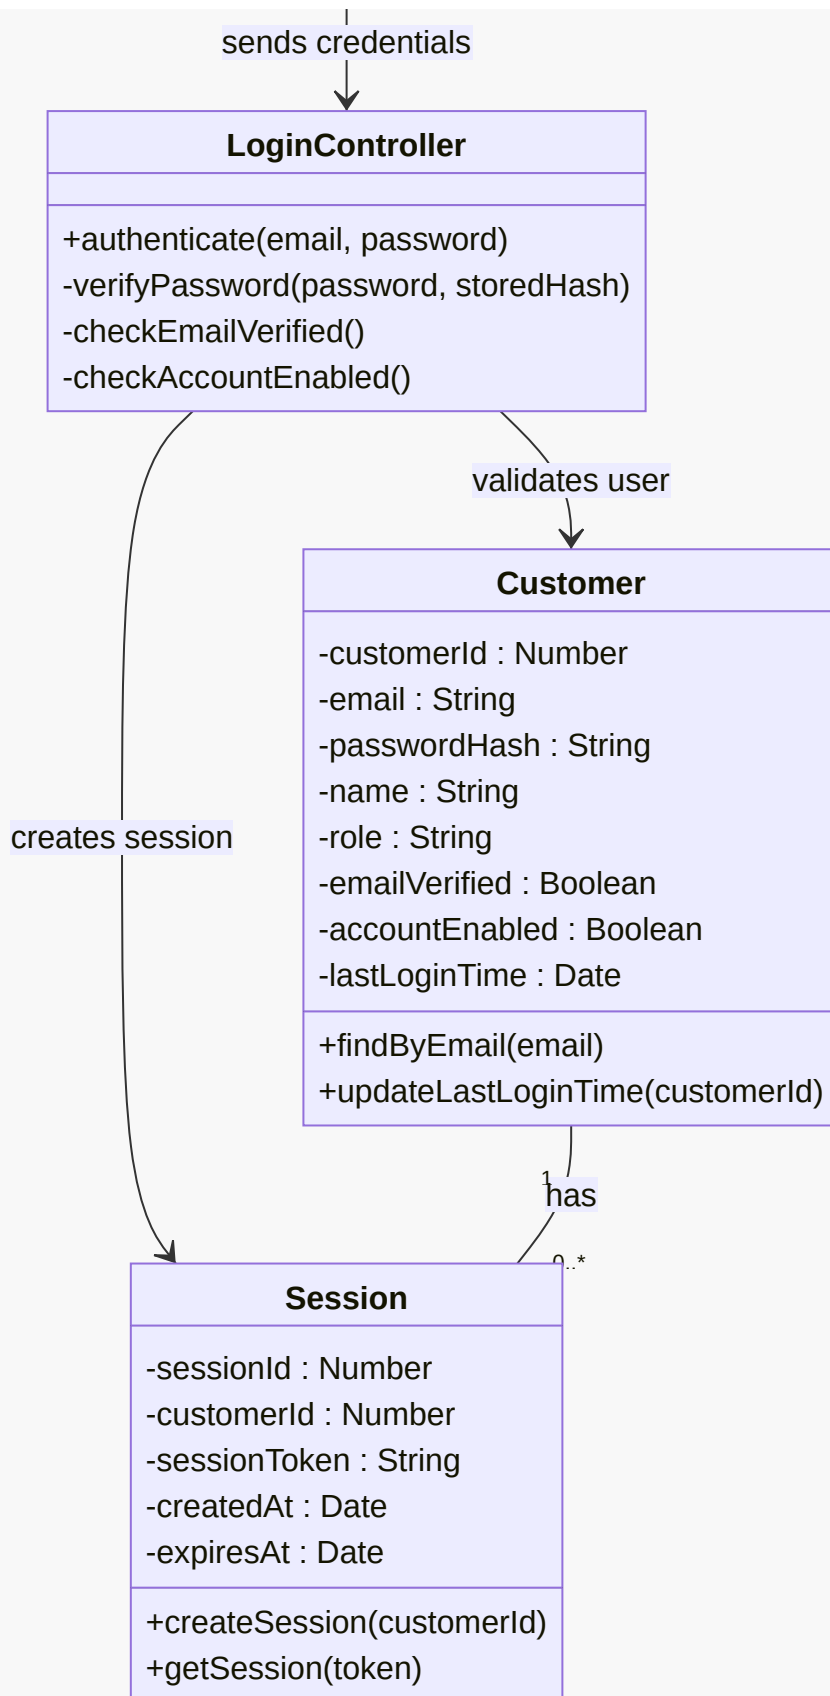 sends credentials
LoginController
+authenticate(email, password)
-verifyPassword(password, storedHash)
-checkEmailVerified()
-checkAccountEnabled()
validates user
Customer
-customerId : Number
-email : String
-passwordHash : String
-name : String
-role : String
-emailVerified : Boolean
-accountEnabled : Boolean
-lastLoginTime : Date
+findByEmail(email)
+updateLastLoginTime(customerId)
creates session
1
has
0..*
Session
-sessionId : Number
-customerId : Number
-sessionToken : String
-createdAt : Date
-expiresAt : Date
+createSession(customerId)
+getSession(token)